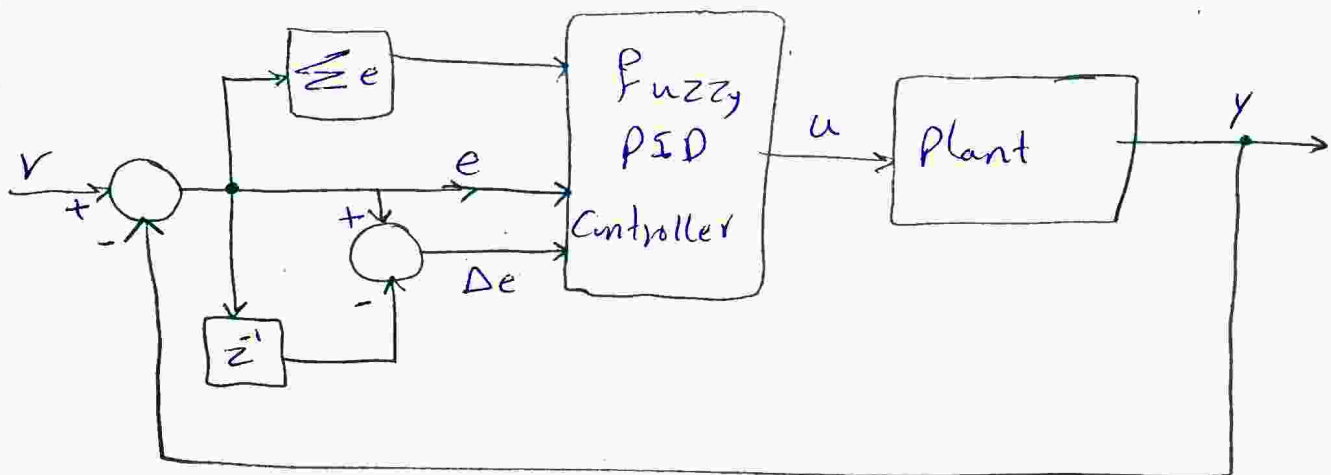 Σe
Fuzzy
PID
Controller
u
Plant
y
r
+
-
e
+
-
Δe
z⁻¹